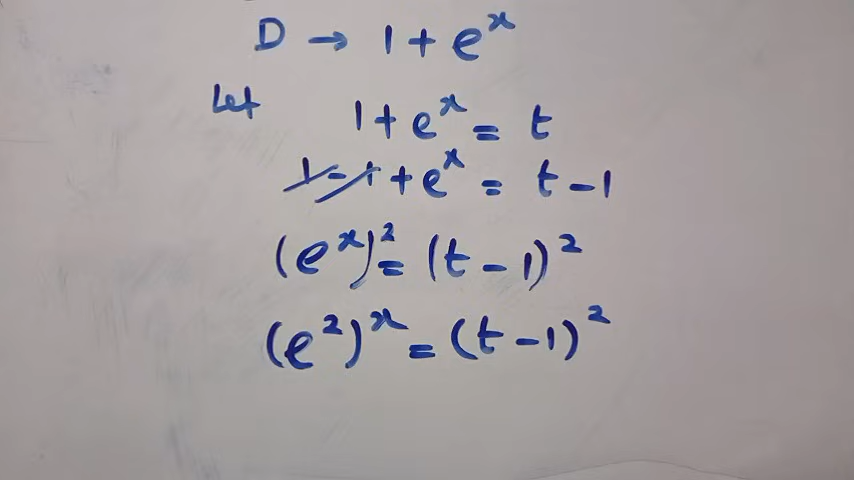 D → 1 + e^x
Let
1 + e^x = t
1 - 1 + e^x = t - 1
(e^x)^2 = (t - 1)^2
(e^2)^x = (t - 1)^2